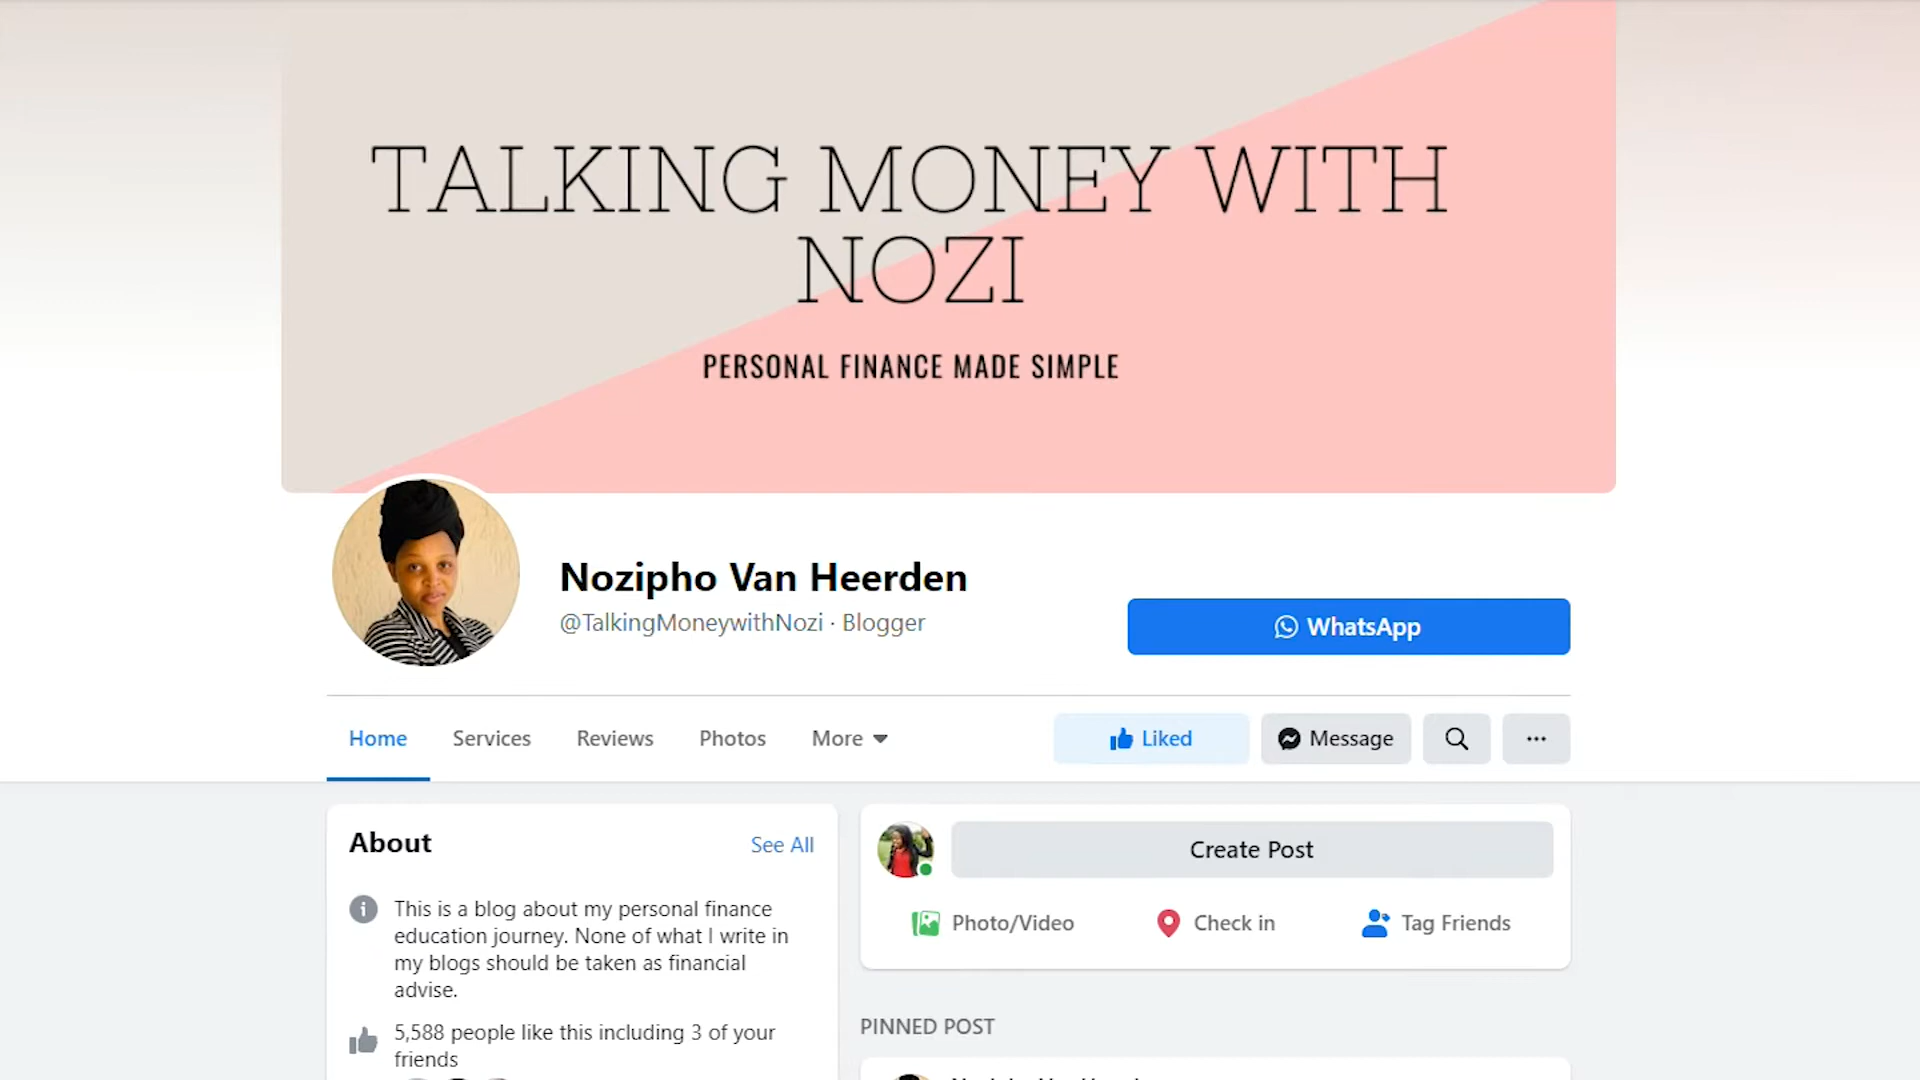 TALKING MONEY WITH
NOZI
PERSONAL FINANCE MADE SIMPLE
Nozipho Van Heerden
@TalkingMoneywithNozi · Blogger
WhatsApp
Home Services Reviews Photos More
Liked Message
About See All
This is a blog about my personal finance
education journey. None of what I write in
my blogs should be taken as financial
advise.
5,588 people like this including 3 of your
friends
Create Post
Photo/Video Check in Tag Friends
PINNED POST